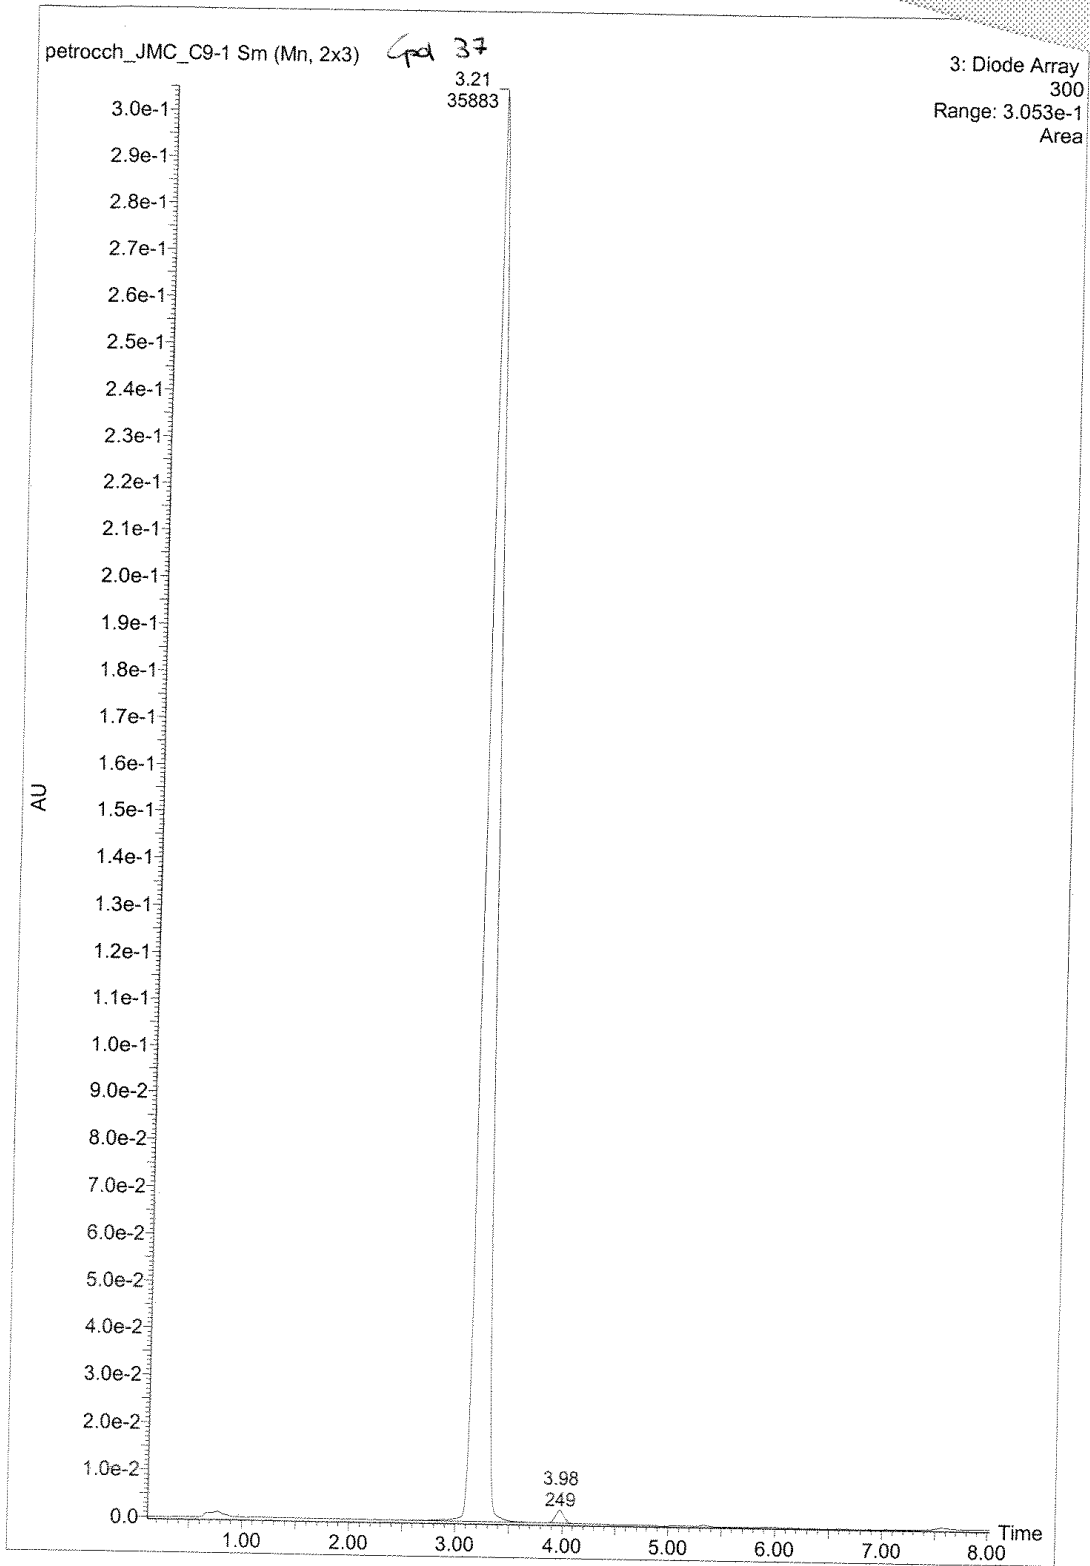 petrocch_JMC_C9-1 Sm (Mn, 2x3) Cpd 37
3: Diode Array
300
Range: 3.053e-1
Area
3.21
35883
3.0e-1
2.9e-1
2.8e-1
2.7e-1
2.6e-1
2.5e-1
2.4e-1
2.3e-1
2.2e-1
2.1e-1
2.0e-1
1.9e-1
1.8e-1
1.7e-1
1.6e-1
1.5e-1
1.4e-1
1.3e-1
1.2e-1
1.1e-1
1.0e-1
9.0e-2
8.0e-2
7.0e-2
6.0e-2
5.0e-2
4.0e-2
3.0e-2
2.0e-2
1.0e-2
0.0
AU
3.98
249
1.00 2.00 3.00 4.00 5.00 6.00 7.00 8.00
Time